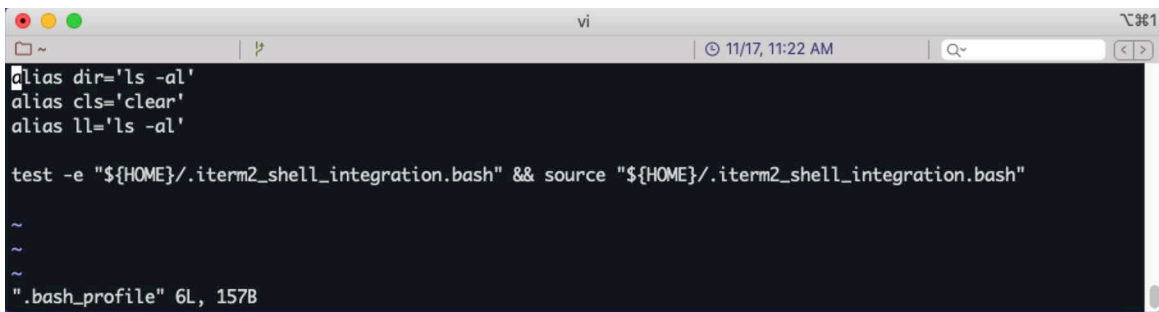 vi
⌥⌘1
~
11/17, 11:22 AM
alias dir='ls -al'
alias cls='clear'
alias ll='ls -al'
test -e "${HOME}/.iterm2_shell_integration.bash" && source "${HOME}/.iterm2_shell_integration.bash"
~
~
~
".bash_profile" 6L, 157B